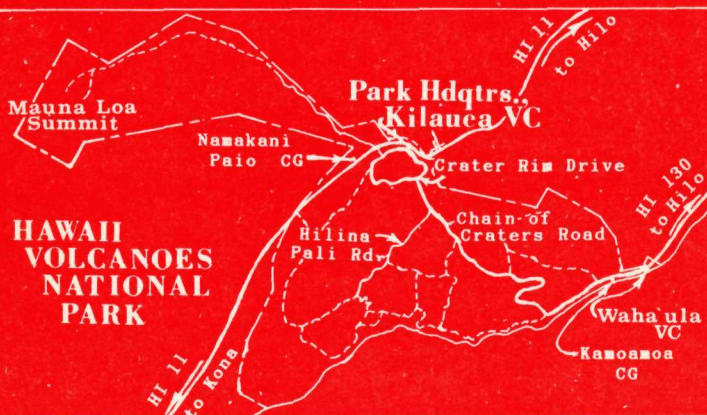 HI 11
to Hilo
Park Hdqtrs.,
Kilauea VC
Mauna Loa
Summit
Namakani
Paio CG
Crater Rim Drive
HI 130
to Hilo
Chain of
Craters Road
Hilina
Pali Rd.
HAWAII
VOLCANOES
NATIONAL
PARK
Waha'ula
VC
Kamoamoa
CG
HI 11
to Kona